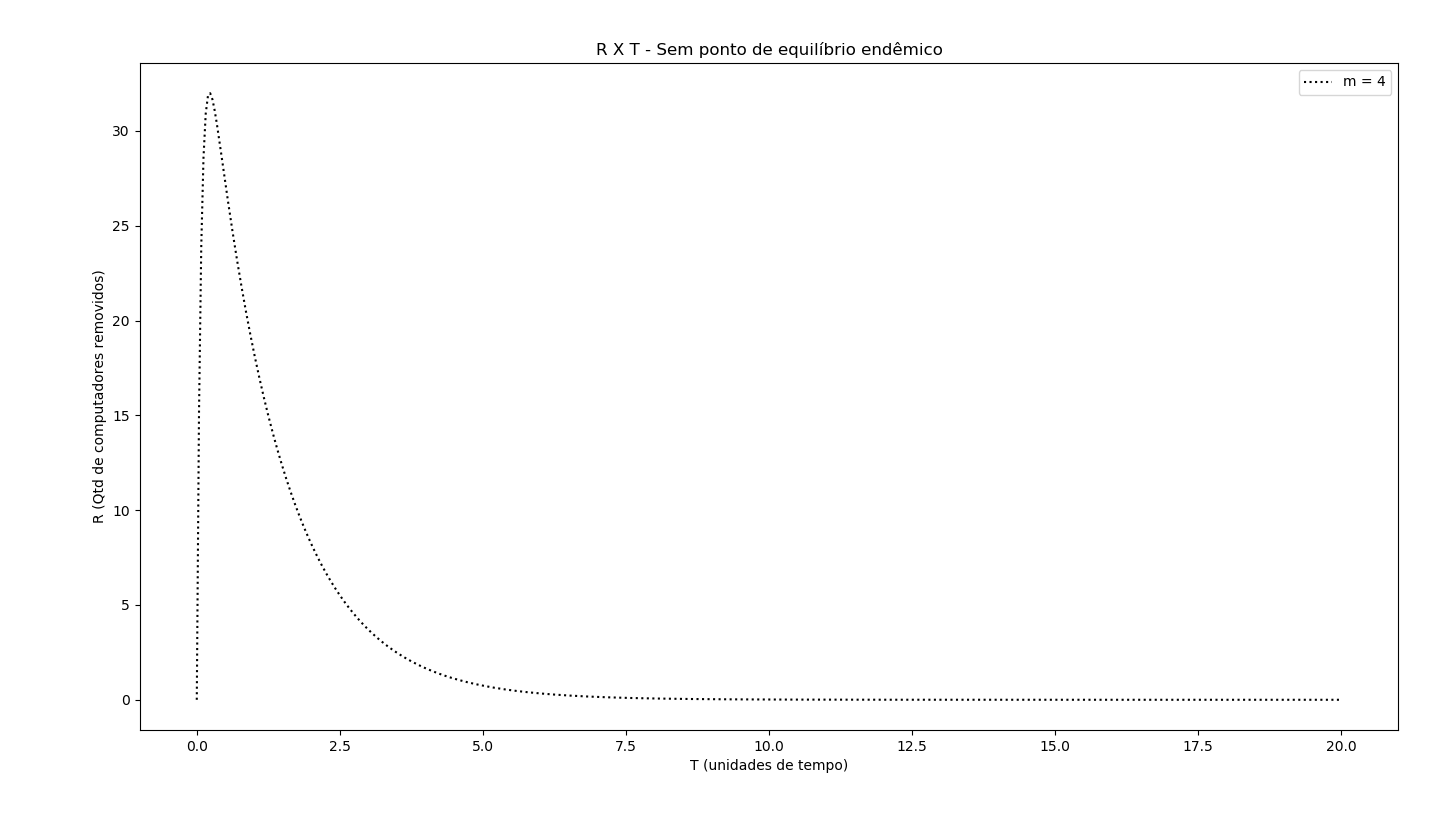 R X T - Sem ponto de equilíbrio endêmico
m = 4
R (Qtd de computadores removidos)
30
25
20
15
10
5
0
0.0 2.5 5.0 7.5 10.0 12.5 15.0 17.5 20.0
T (unidades de tempo)